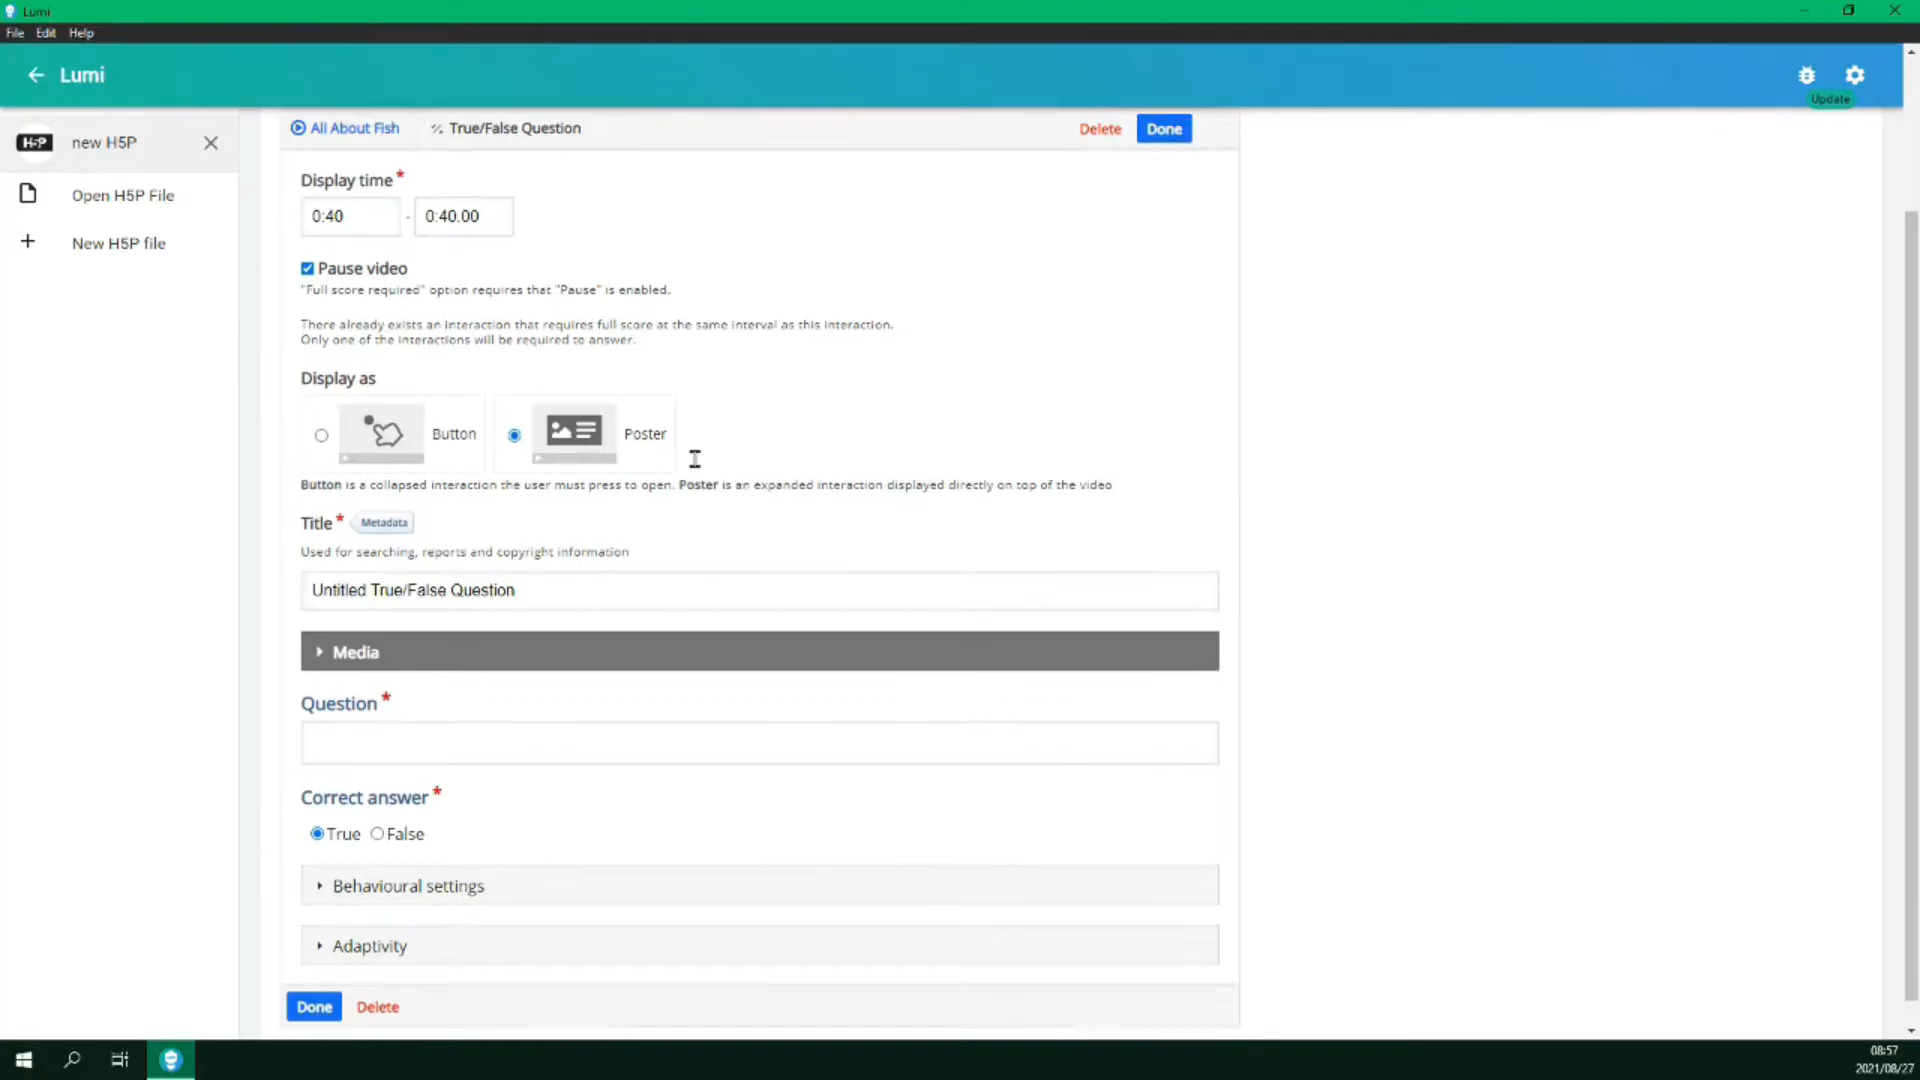 Lumi
File Edit Help
Lumi
Update
H-P new H5P
Open H5P File
New H5P file
All About Fish True/False Question Delete Done
Display time *
0:40 - 0:40.00
Pause video
"Full score required" option requires that "Pause" is enabled.
There already exists an interaction that requires full score at the same interval as this interaction.
Only one of the interactions will be required to answer.
Display as
Button Poster
Button is a collapsed interaction the user must press to open. Poster is an expanded interaction displayed directly on top of the video
Title * Metadata
Used for searching, reports and copyright information
Untitled True/False Question
Media
Question *
Correct answer *
True False
Behavioural settings
Adaptivity
Done Delete
08:57
2021/08/27